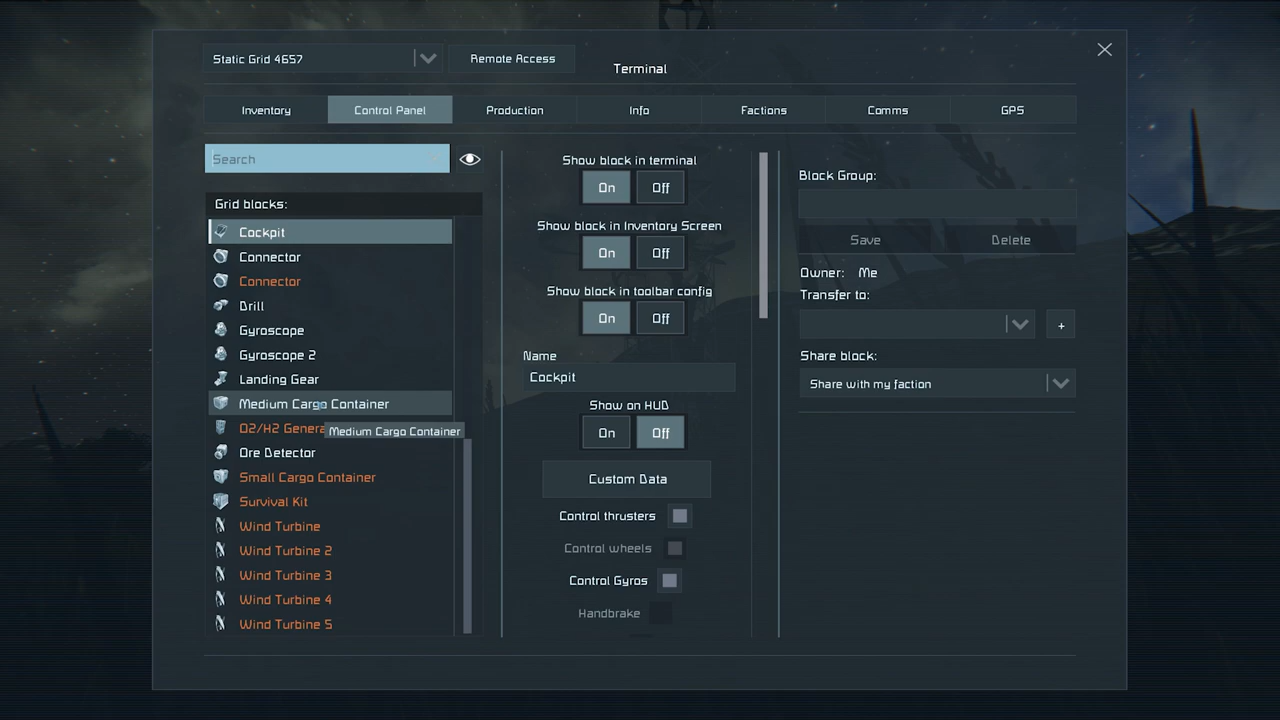 Static Grid 4657
Remote Access
Terminal
Inventory
Control Panel
Production
Info
Factions
Comms
GPS
Search
Grid blocks:
Cockpit
Connector
Connector
Drill
Gyroscope
Gyroscope 2
Landing Gear
Medium Cargo Container
O2/H2 Genera
Medium Cargo Container
Ore Detector
Small Cargo Container
Survival Kit
Wind Turbine
Wind Turbine 2
Wind Turbine 3
Wind Turbine 4
Wind Turbine 5
Show block in terminal
On Off
Show block in Inventory Screen
On Off
Show block in toolbar config
On Off
Name
Cockpit
Show on HUD
On Off
Custom Data
Control thrusters
Control wheels
Control Gyros
Handbrake
Block Group:
Save Delete
Owner: Me
Transfer to:
+
Share block:
Share with my faction